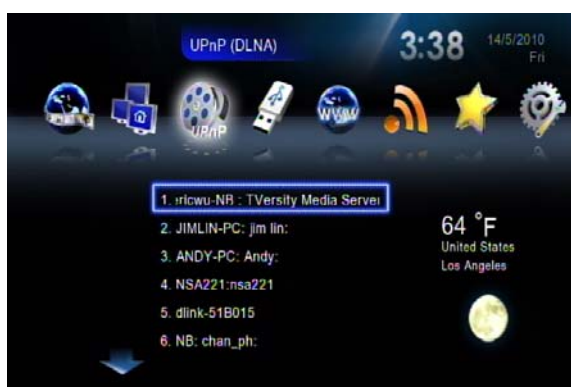 UPnP (DLNA)
3:38
14/5/2010
Fri
UPnP
WWW
1. ericwu-NB : TVersity Media Server
2. JIMLIN-PC: jim lin:
3. ANDY-PC: Andy:
4. NSA221:nsa221
5. dlink-51B015
6. NB: chan_ph:
64 °F
United States
Los Angeles